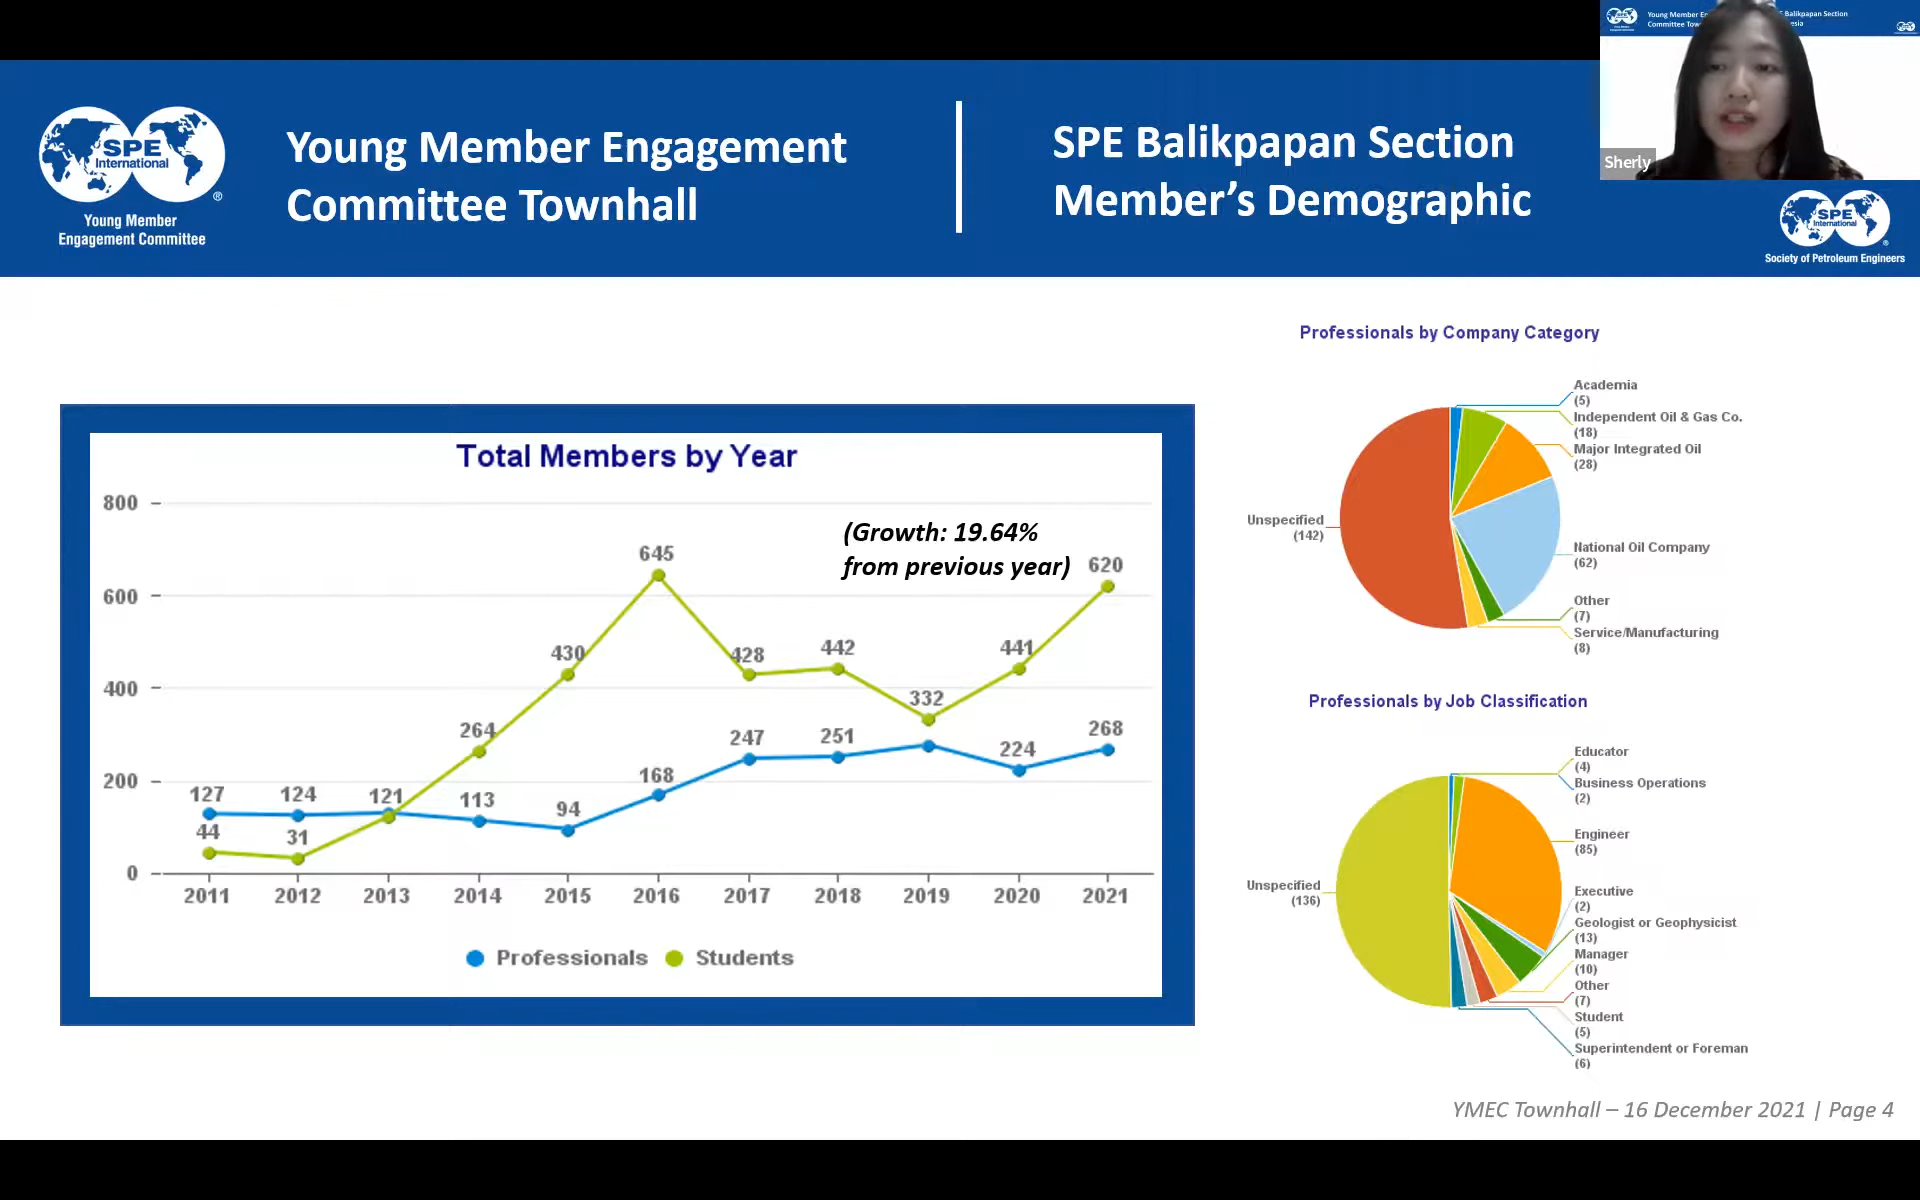 SPE
International
®
Young Member
Engagement Committee
Young Member Engagement
Committee Townhall
SPE Balikpapan Section
Member's Demographic
Balikpapan Section
Sherly
SPE
International
®
Society of Petroleum Engineers
Total Members by Year
(Growth: 19.64%
from previous year)
800
600
400
200
0
127
124
121
113
94
168
247
251
224
268
44
31
264
430
645
428
442
332
441
620
2011
2012
2013
2014
2015
2016
2017
2018
2019
2020
2021
Professionals
Students
Professionals by Company Category
Academia
(5)
Independent Oil & Gas Co.
(18)
Major Integrated Oil
(28)
National Oil Company
(62)
Other
(7)
Service/Manufacturing
(8)
Unspecified
(142)
Professionals by Job Classification
Educator
(4)
Business Operations
(2)
Engineer
(85)
Executive
(2)
Geologist or Geophysicist
(13)
Manager
(10)
Other
(7)
Student
(5)
Superintendent or Foreman
(6)
Unspecified
(136)
YMEC Townhall – 16 December 2021 | Page 4